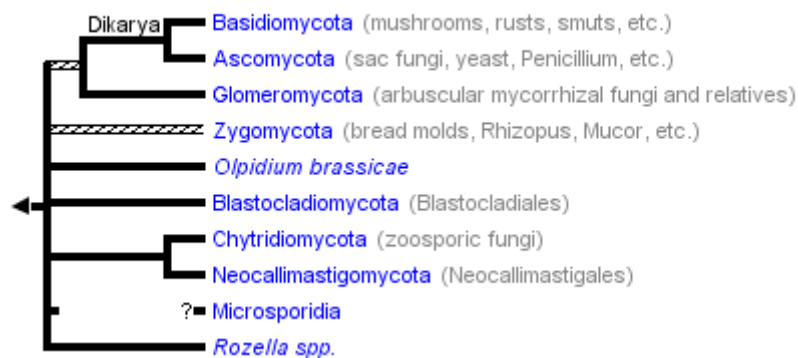 Dikarya
Basidiomycota (mushrooms, rusts, smuts, etc.)
Ascomycota (sac fungi, yeast, Penicillium, etc.)
Glomeromycota (arbuscular mycorrhizal fungi and relatives)
Zygomycota (bread molds, Rhizopus, Mucor, etc.)
Olpidium brassicae
Blastocladiomycota (Blastocladiales)
Chytridiomycota (zoosporic fungi)
Neocallimastigomycota (Neocallimastigales)
? Microsporidia
Rozella spp.